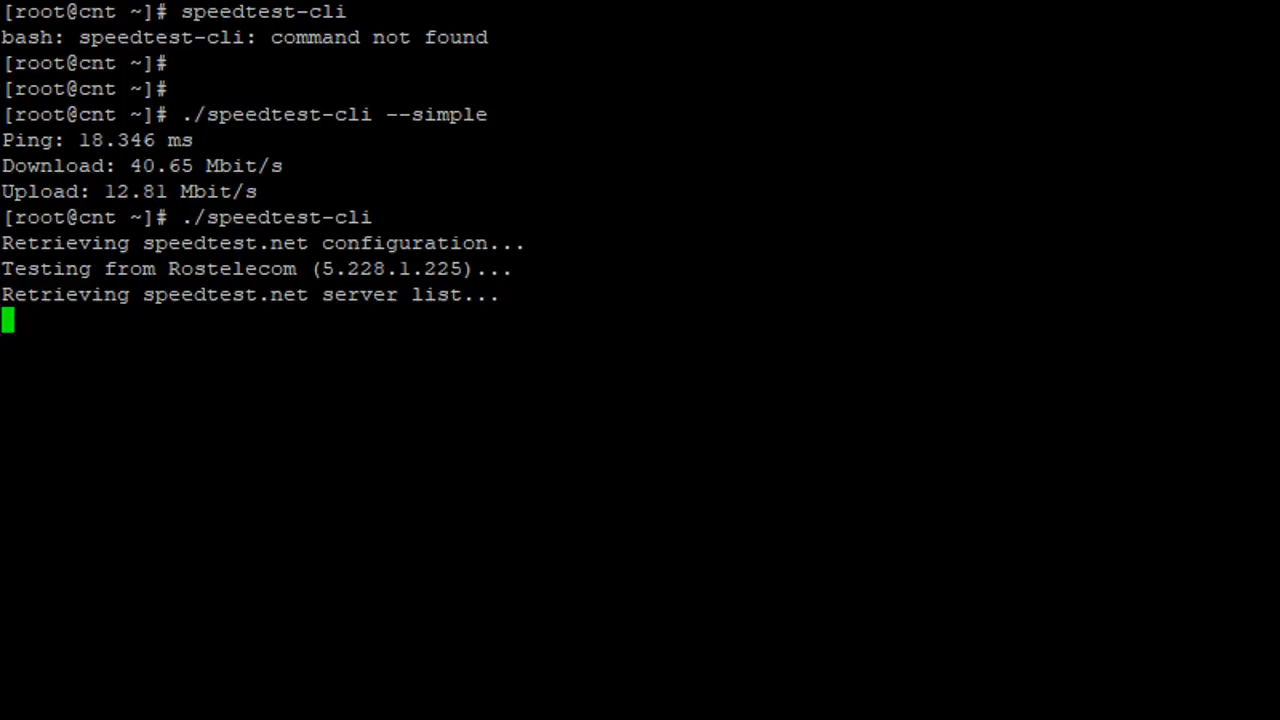 [root@cnt ~]# speedtest-cli
bash: speedtest-cli: command not found
[root@cnt ~]#
[root@cnt ~]#
[root@cnt ~]# ./speedtest-cli --simple
Ping: 18.346 ms
Download: 40.65 Mbit/s
Upload: 12.81 Mbit/s
[root@cnt ~]# ./speedtest-cli
Retrieving speedtest.net configuration...
Testing from Rostelecom (5.228.1.225)...
Retrieving speedtest.net server list...